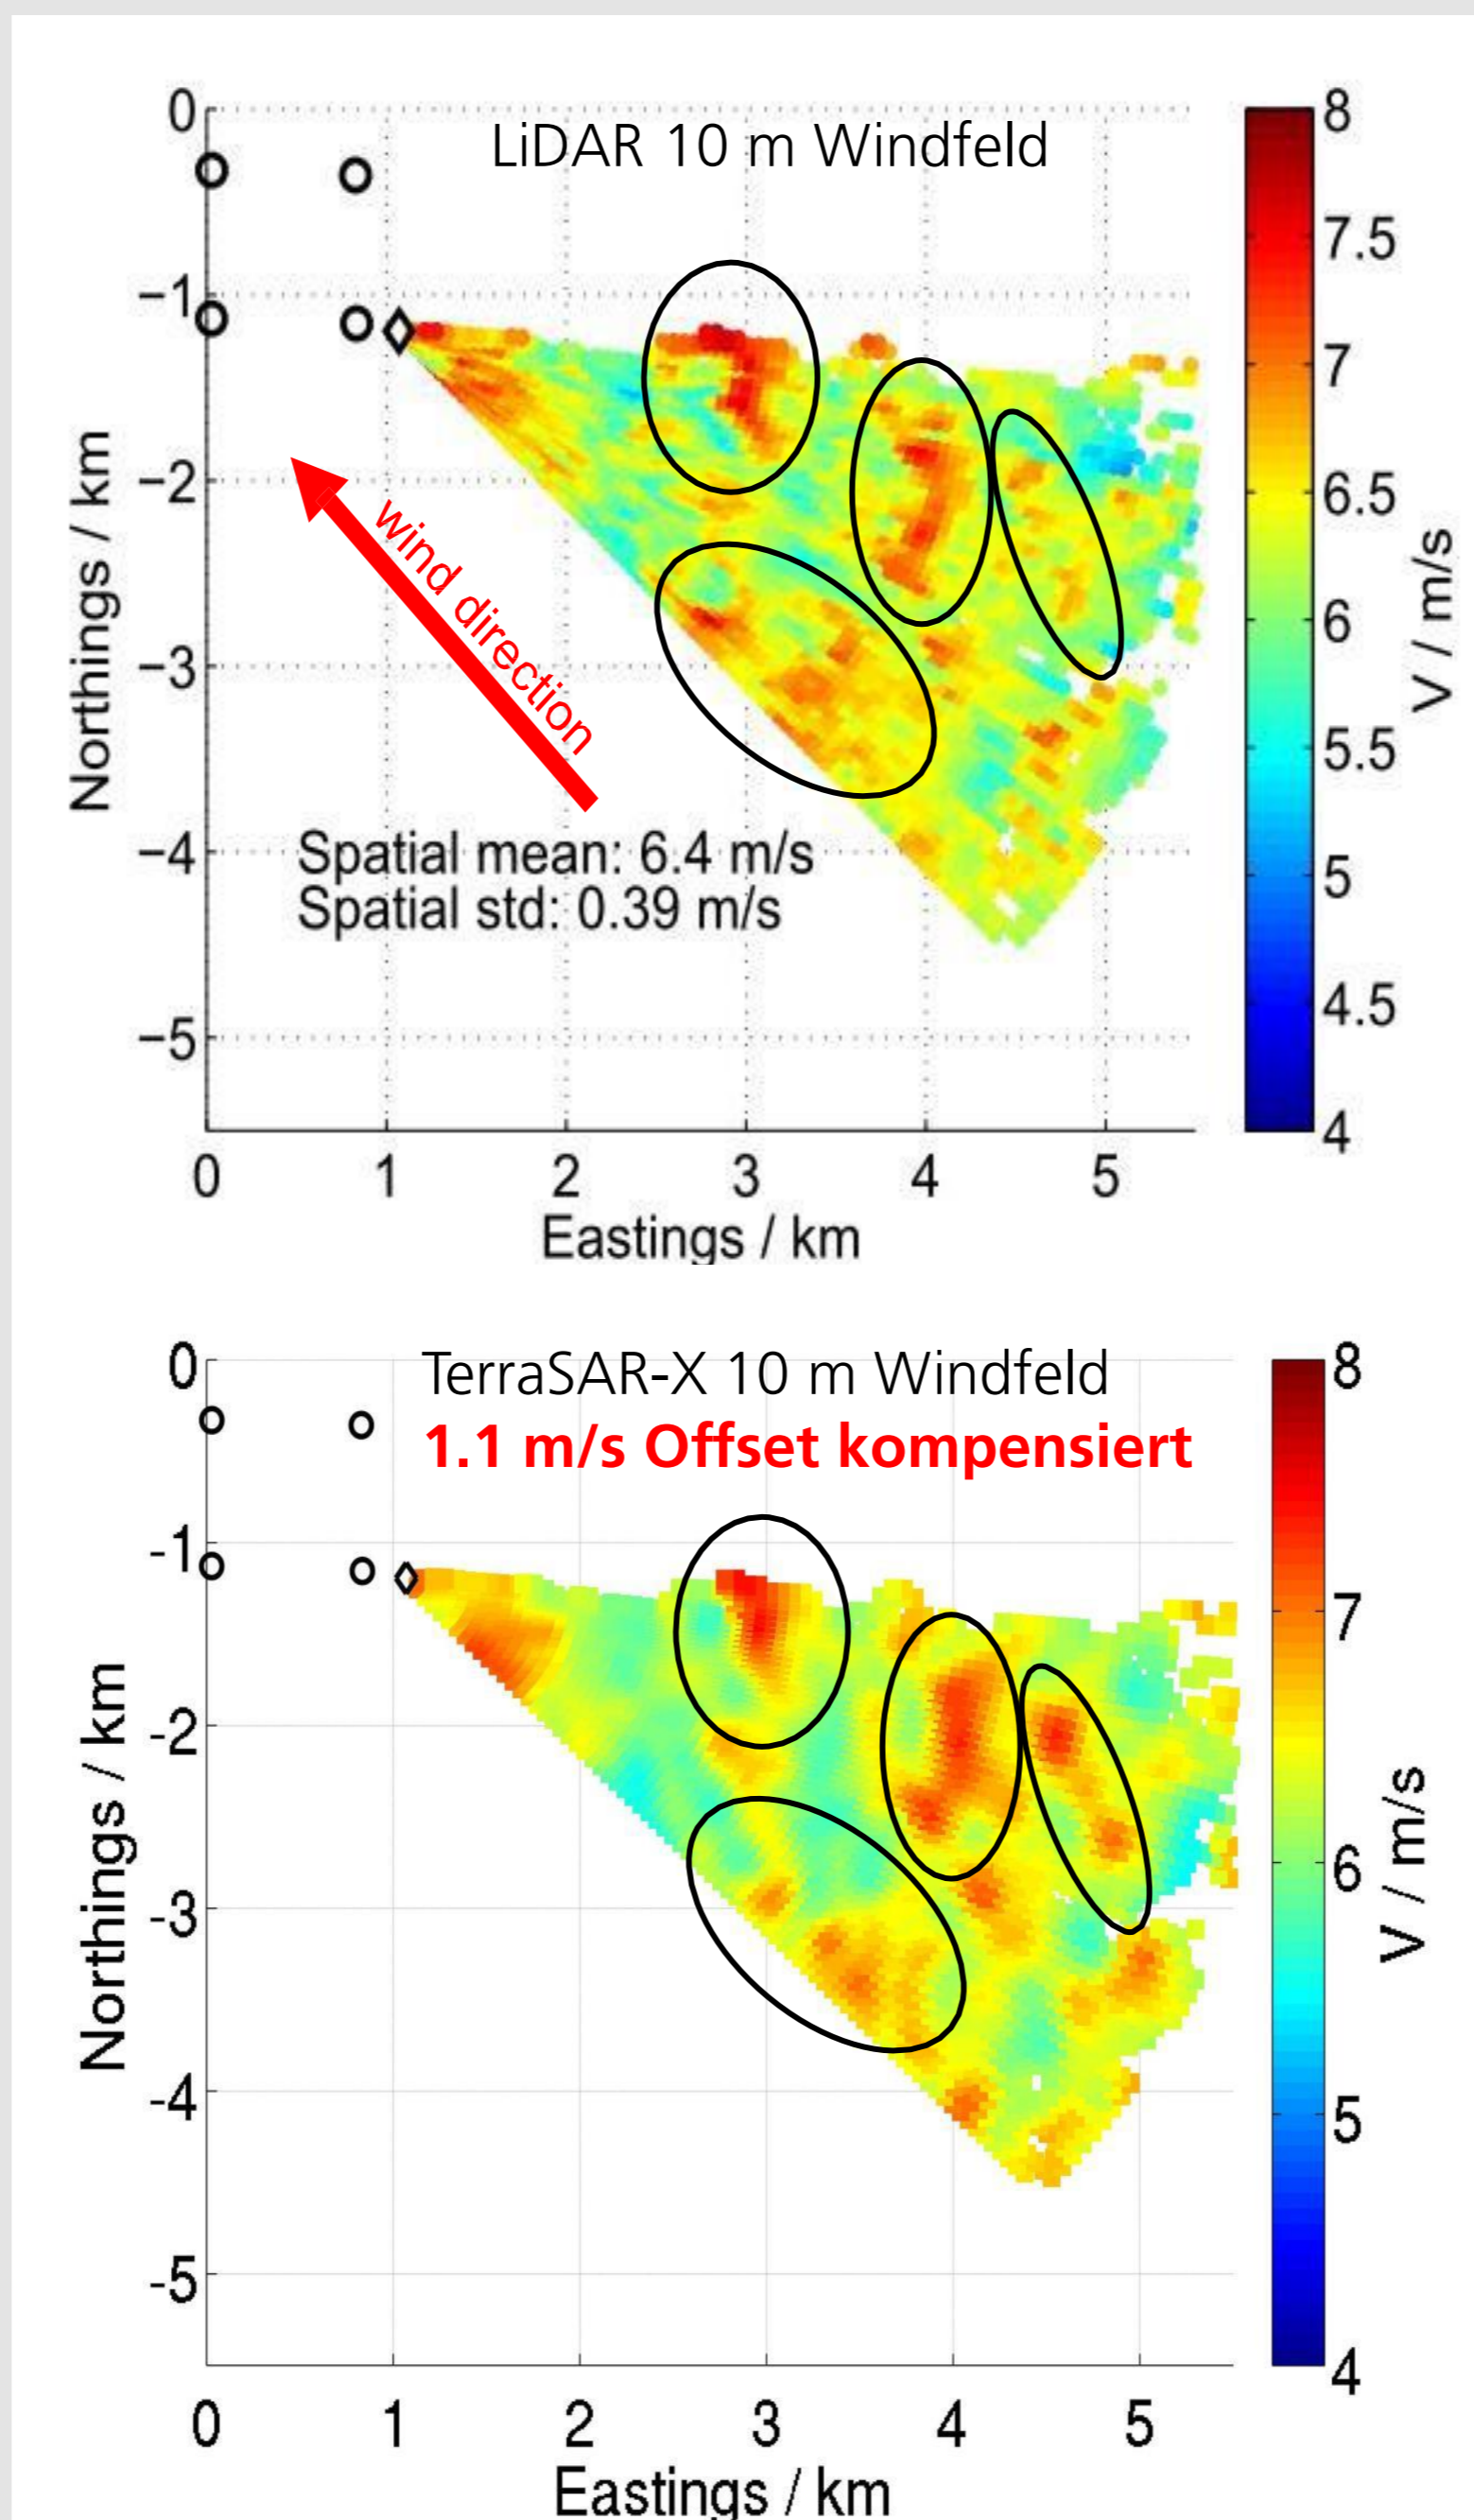 LiDAR 10 m Windfeld
0
−1
−2
−3
−4
−5
Northings / km
wind direction
Spatial mean: 6.4 m/s
Spatial std: 0.39 m/s
0 1 2 3 4 5
Eastings / km
8
7.5
7
6.5
6
5.5
5
4.5
4
V / m/s
TerraSAR-X 10 m Windfeld
1.1 m/s Offset kompensiert
0
-1
-2
-3
-4
-5
Northings / km
0 1 2 3 4 5
Eastings / km
8
7
6
5
4
V / m/s